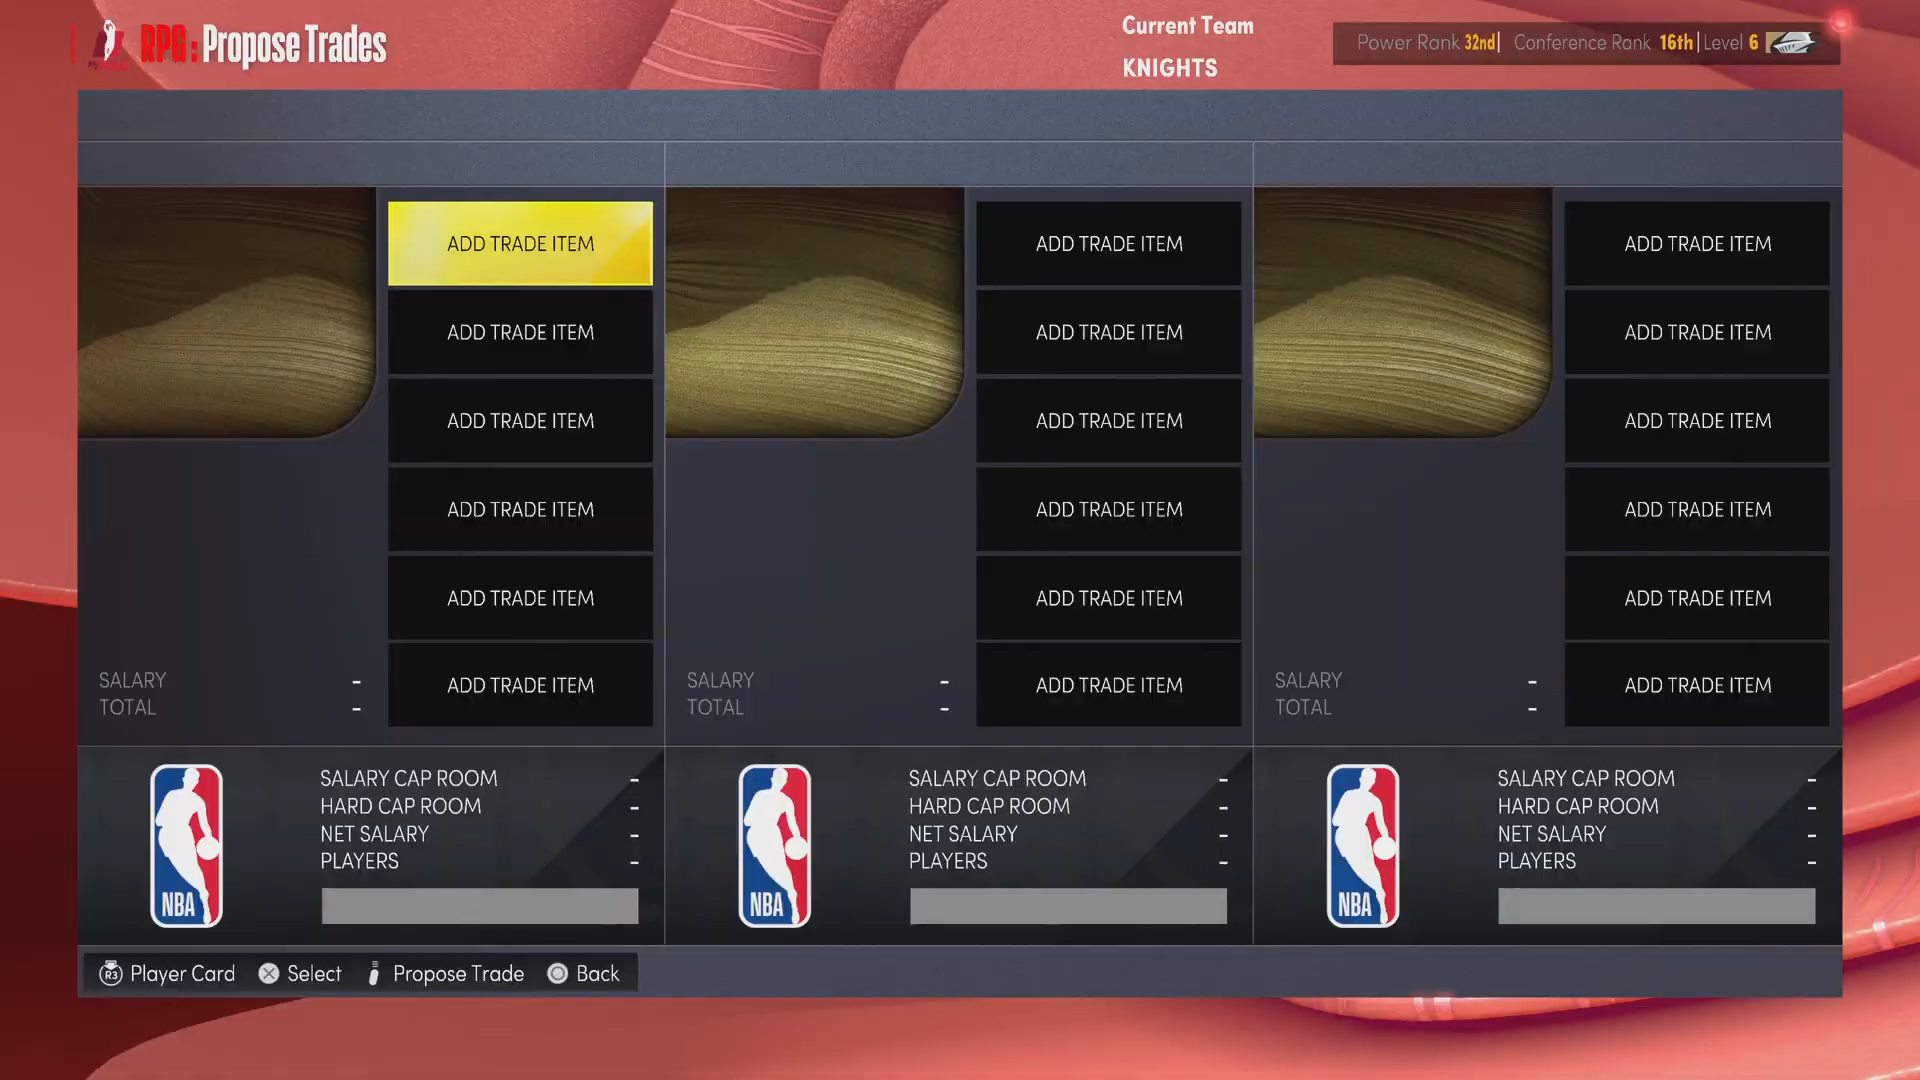 RPG: Propose Trades
Current Team
KNIGHTS
Power Rank 32nd| Conference Rank 16th| Level 6
ADD TRADE ITEM
ADD TRADE ITEM
ADD TRADE ITEM
ADD TRADE ITEM
ADD TRADE ITEM
ADD TRADE ITEM
SALARY -
TOTAL -
ADD TRADE ITEM
ADD TRADE ITEM
ADD TRADE ITEM
ADD TRADE ITEM
ADD TRADE ITEM
ADD TRADE ITEM
SALARY -
TOTAL -
ADD TRADE ITEM
ADD TRADE ITEM
ADD TRADE ITEM
ADD TRADE ITEM
ADD TRADE ITEM
ADD TRADE ITEM
SALARY -
TOTAL -
NBA
SALARY CAP ROOM -
HARD CAP ROOM -
NET SALARY -
PLAYERS -
NBA
SALARY CAP ROOM -
HARD CAP ROOM -
NET SALARY -
PLAYERS -
NBA
SALARY CAP ROOM -
HARD CAP ROOM -
NET SALARY -
PLAYERS -
R3 Player Card Select Propose Trade Back